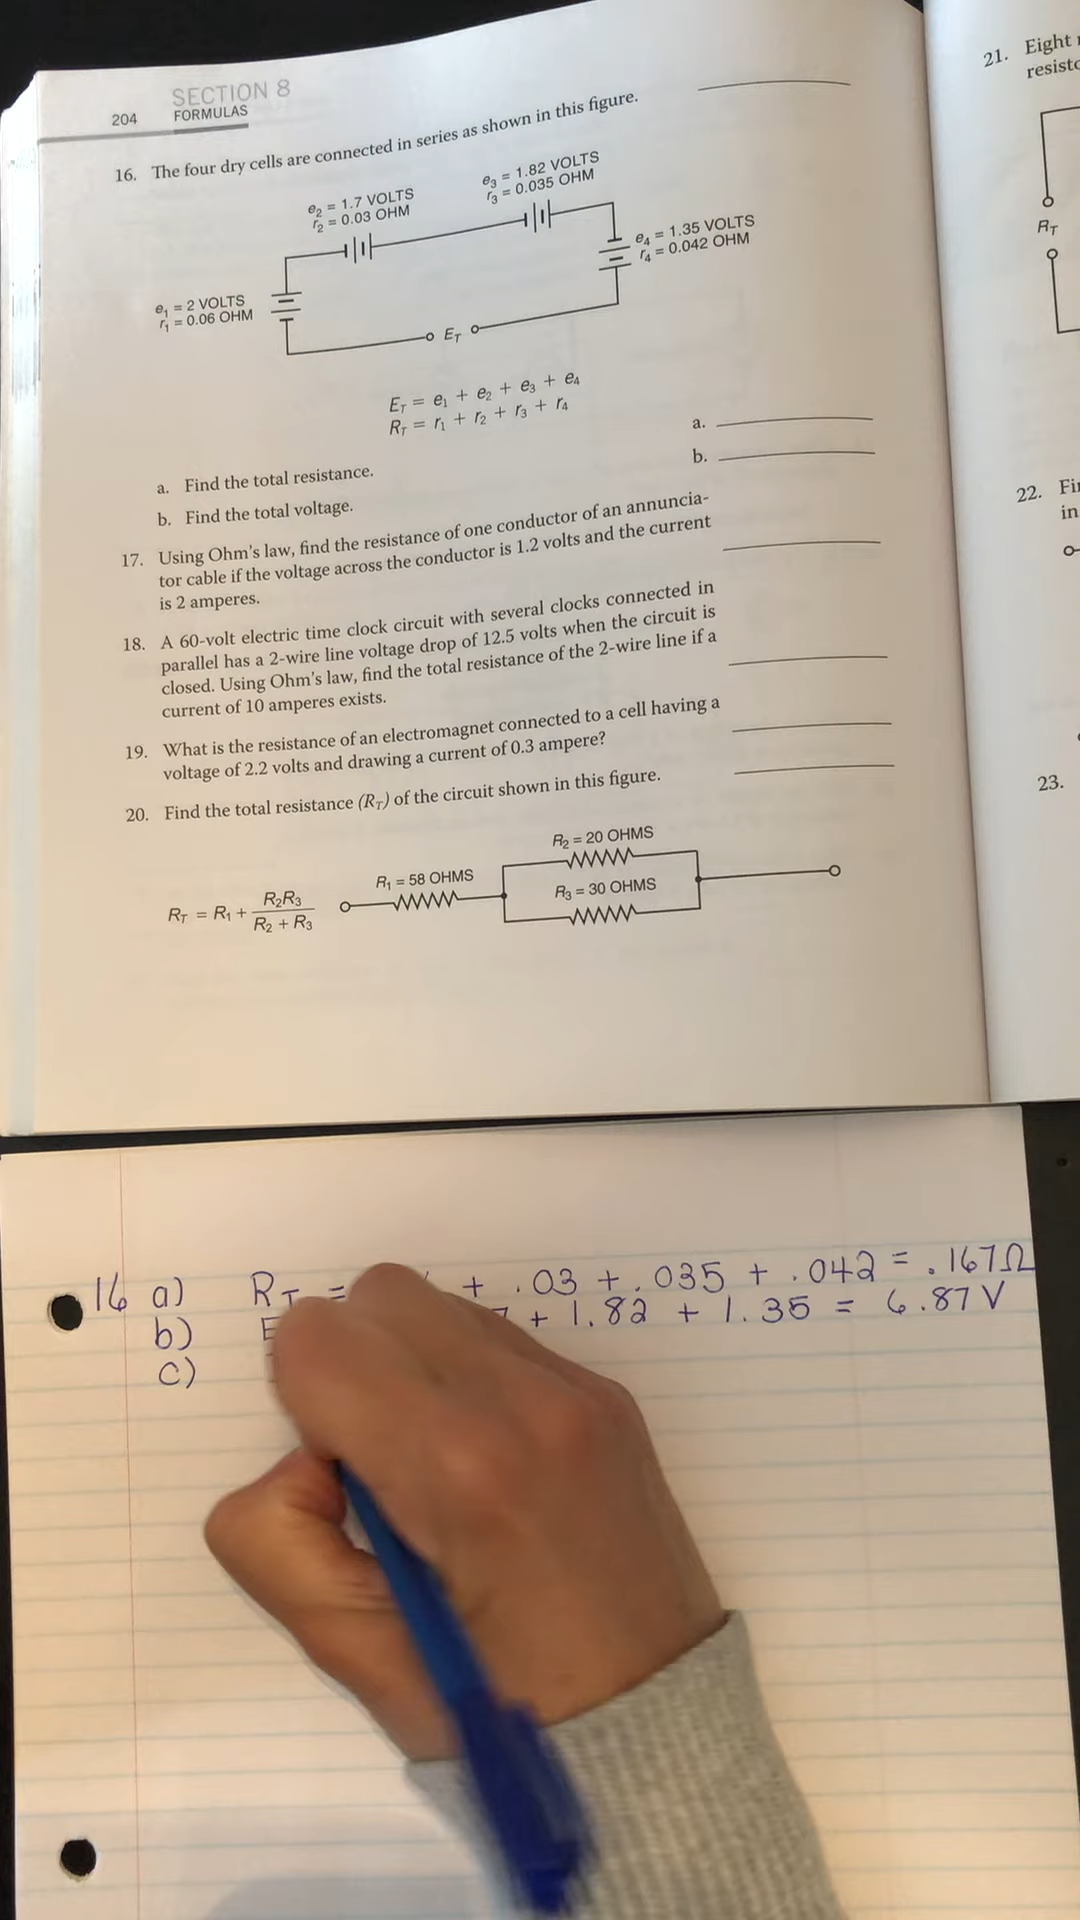 SECTION 8
204 FORMULAS
16. The four dry cells are connected in series as shown in this figure.
e2 = 1.7 VOLTS
r2 = 0.03 OHM
e3 = 1.82 VOLTS
r3 = 0.035 OHM
e4 = 1.35 VOLTS
r4 = 0.042 OHM
e1 = 2 VOLTS
r1 = 0.06 OHM
ET
ET = e1 + e2 + e3 + e4
RT = r1 + r2 + r3 + r4
a. Find the total resistance.
a.
b. Find the total voltage.
b.
17. Using Ohm's law, find the resistance of one conductor of an annuncia-
tor cable if the voltage across the conductor is 1.2 volts and the current
is 2 amperes.
18. A 60-volt electric time clock circuit with several clocks connected in
parallel has a 2-wire line voltage drop of 12.5 volts when the circuit is
closed. Using Ohm's law, find the total resistance of the 2-wire line if a
current of 10 amperes exists.
19. What is the resistance of an electromagnet connected to a cell having a
voltage of 2.2 volts and drawing a current of 0.3 ampere?
20. Find the total resistance (RT) of the circuit shown in this figure.
R2 = 20 OHMS
R1 = 58 OHMS
R3 = 30 OHMS
RT = R1 + R2R3
R2 + R3
21. Eight
RT
22.
in
23.
16 a) RT = + .03 + .035 + .042 = .167Ω
b) + 1.82 + 1.35 = 6.87 V
c)